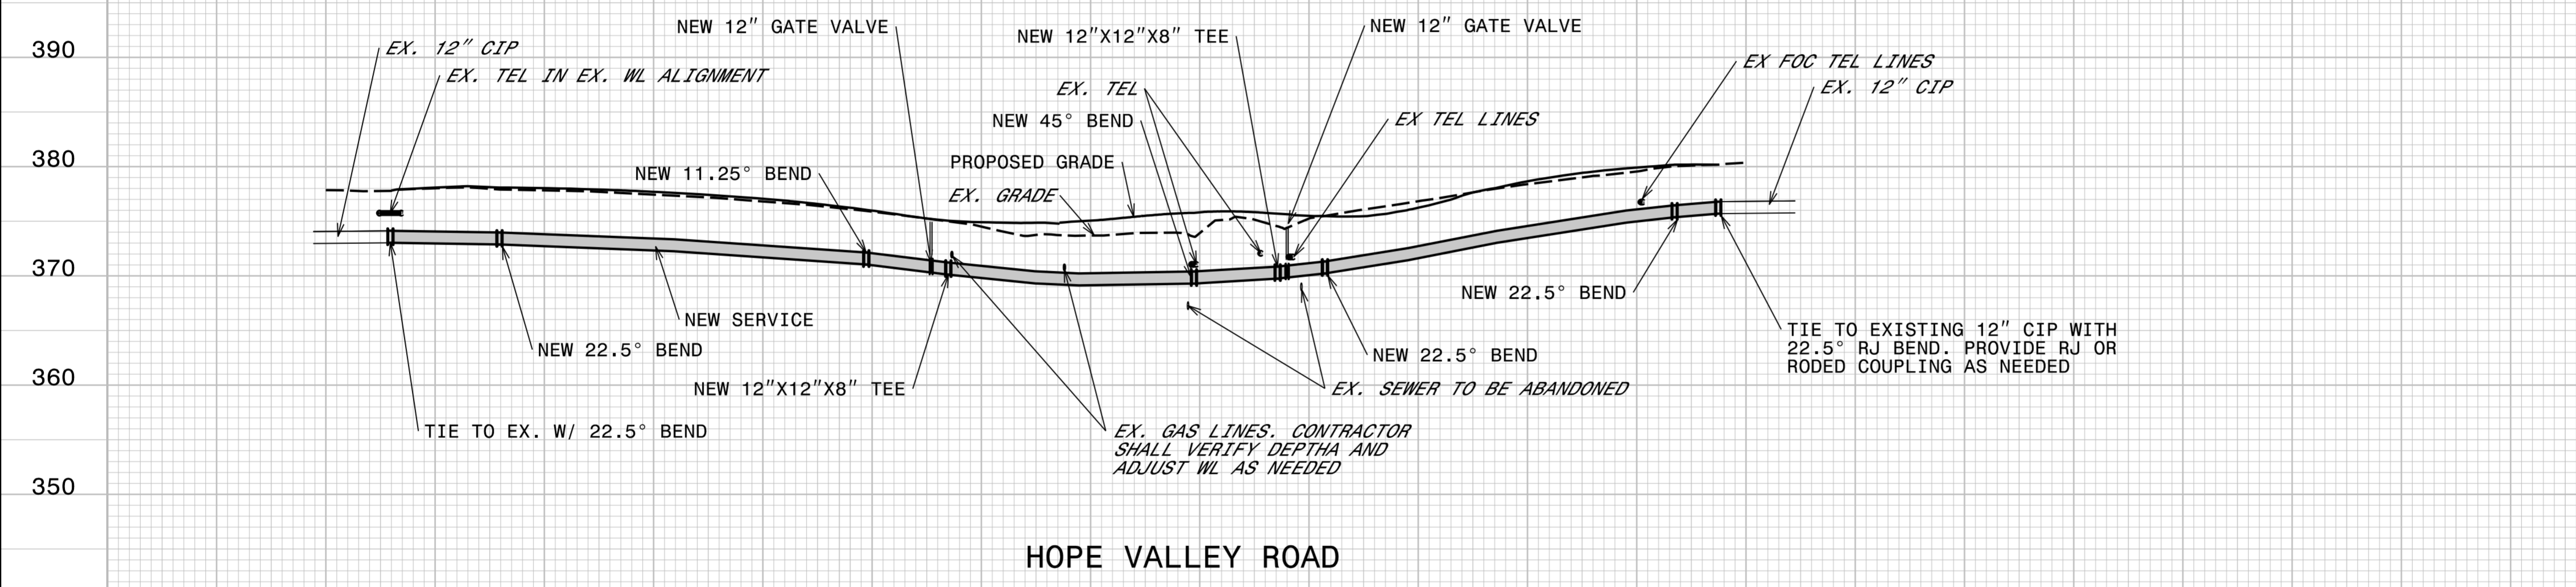 390
380
370
360
350
EX. 12" CIP
EX. TEL IN EX. WL ALIGNMENT
NEW 12" GATE VALVE
NEW 12"X12"X8" TEE
NEW 12" GATE VALVE
EX. TEL
NEW 45° BEND
EX TEL LINES
EX FOC TEL LINES
EX. 12" CIP
PROPOSED GRADE
EX. GRADE
NEW 11.25° BEND
NEW SERVICE
NEW 22.5° BEND
NEW 12"X12"X8" TEE
TIE TO EX. W/ 22.5° BEND
EX. GAS LINES. CONTRACTOR
SHALL VERIFY DEPTHA AND
ADJUST WL AS NEEDED
NEW 22.5° BEND
EX. SEWER TO BE ABANDONED
NEW 22.5° BEND
TIE TO EXISTING 12" CIP WITH
22.5° RJ BEND. PROVIDE RJ OR
RODED COUPLING AS NEEDED
HOPE VALLEY ROAD